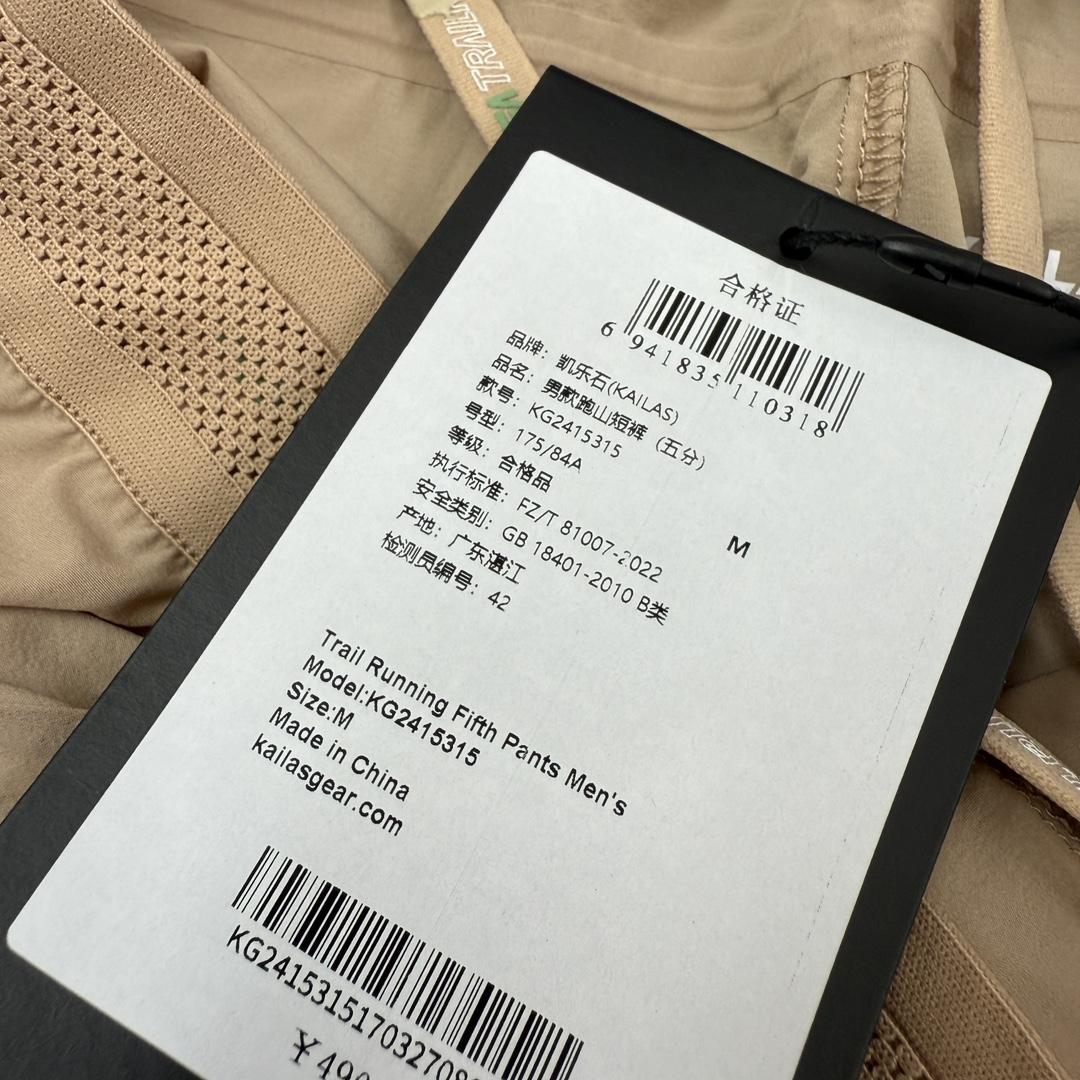 TRAIL
合格证
6 941835 110318
品牌：凯乐石(KAILAS)
品名：男款跑山短裤（五分）
款号：KG2415315
号型：175/84A
M
等级：合格品
执行标准：FZ/T 81007-2022
安全类别：GB 18401-2010 B类
产地：广东湛江
检测员编号：42
Trail Running Fifth Pants Men's
Model:KG2415315
Size:M
Made in China
kailasgear.com